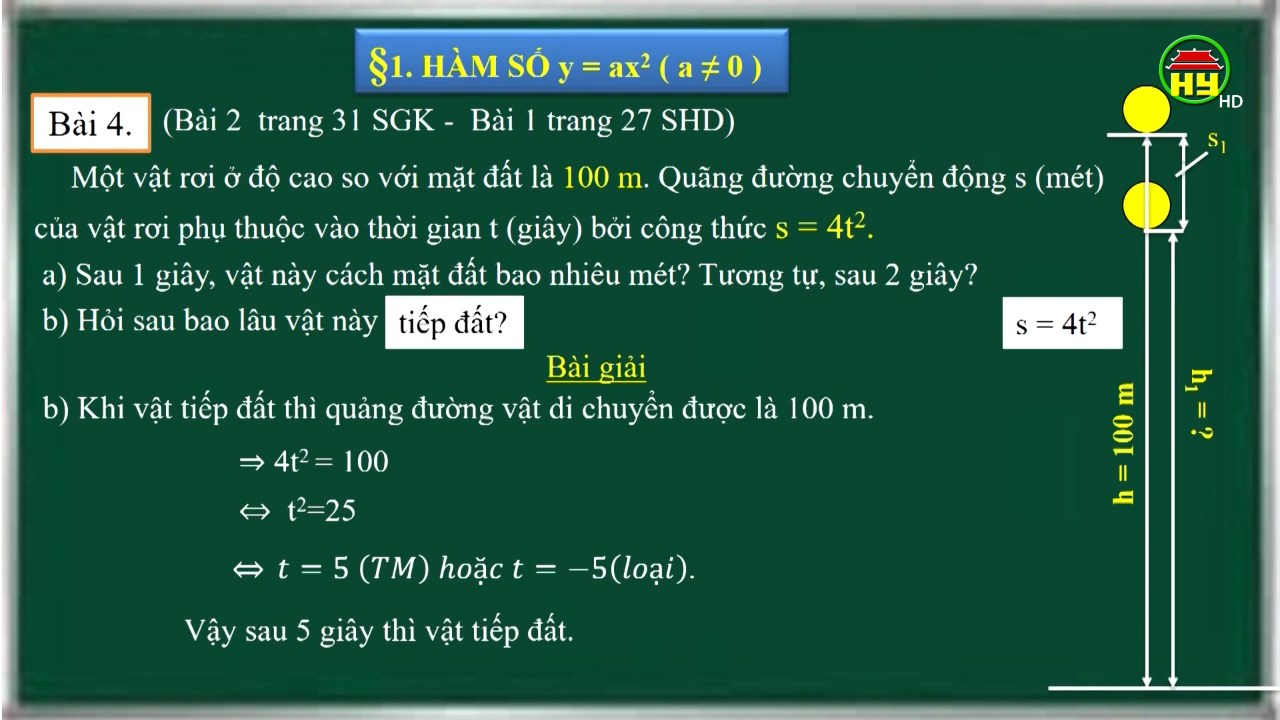 §1. HÀM SỐ y = ax² ( a ≠ 0 )
HY HD
Bài 4. (Bài 2 trang 31 SGK - Bài 1 trang 27 SHD)
s₁
Một vật rơi ở độ cao so với mặt đất là 100 m. Quãng đường chuyển động s (mét)
của vật rơi phụ thuộc vào thời gian t (giây) bởi công thức s = 4t².
a) Sau 1 giây, vật này cách mặt đất bao nhiêu mét? Tương tự, sau 2 giây?
b) Hỏi sau bao lâu vật này tiếp đất?
s = 4t²
Bài giải
b) Khi vật tiếp đất thì quảng đường vật di chuyển được là 100 m.
⇒ 4t² = 100
⇔ t²=25
⇔ t = 5 (TM) hoặc t = −5(loại).
Vậy sau 5 giây thì vật tiếp đất.
h = 100 m
h₁ = ?